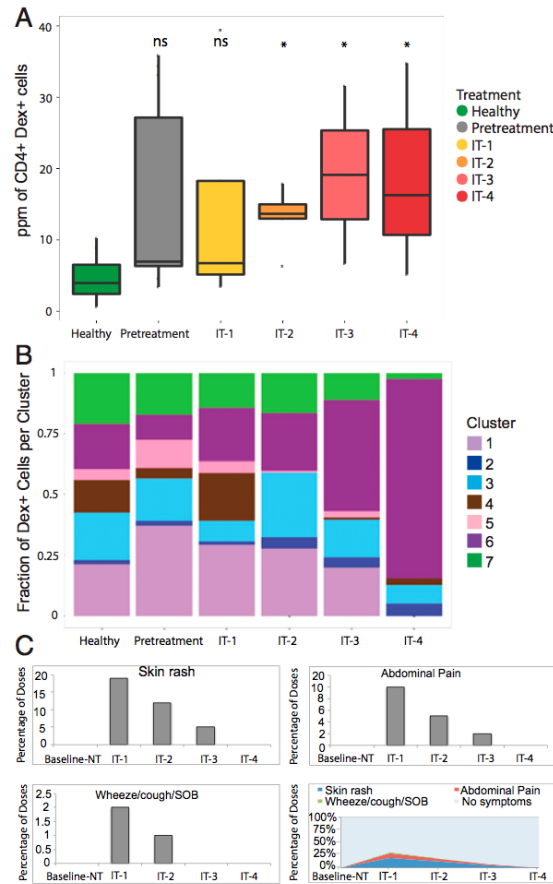 A
ppm of CD4+ Dex+ cells
40
30
20
10
0
ns
ns
*
*
*
Healthy
Pretreatment
IT-1
IT-2
IT-3
IT-4
Treatment
Healthy
Pretreatment
IT-1
IT-2
IT-3
IT-4
B
Fraction of Dex+ Cells per Cluster
1
0.75
0.5
0.25
0
Healthy
Pretreatment
IT-1
IT-2
IT-3
IT-4
Cluster
1
2
3
4
5
6
7
C
Skin rash
Percentage of Doses
20
15
10
5
0
Baseline-NT IT-1 IT-2 IT-3 IT-4
Abdominal Pain
Percentage of Doses
12
10
8
6
4
2
0
Baseline-NT IT-1 IT-2 IT-3 IT-4
Wheeze/cough/SOB
Percentage of Doses
2.5
2
1.5
1
0.5
0
Baseline-NT IT-1 IT-2 IT-3 IT-4
Skin rash Abdominal Pain
Wheeze/cough/SOB No symptoms
Percentage of Doses
100%
75%
50%
25%
0%
Baseline-NT IT-1 IT-2 IT-3 IT-4